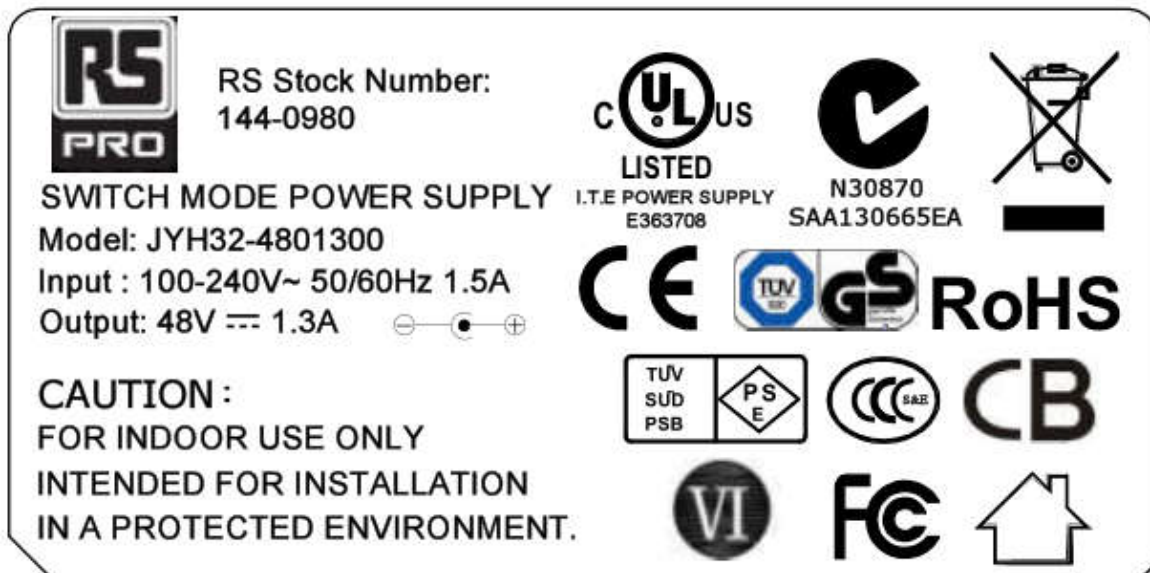 RS
PRO
RS Stock Number:
144-0980
SWITCH MODE POWER SUPPLY
Model: JYH32-4801300
Input : 100-240V~ 50/60Hz 1.5A
Output: 48V ⎓ 1.3A
CAUTION :
FOR INDOOR USE ONLY
INTENDED FOR INSTALLATION
IN A PROTECTED ENVIRONMENT.
C UL US
LISTED
I.T.E POWER SUPPLY
E363708
N30870
SAA130665EA
CE
TUV
GS
RoHS
TÜV
SÜD
PSB
PS
E
CCC S&E
CB
VI
FC